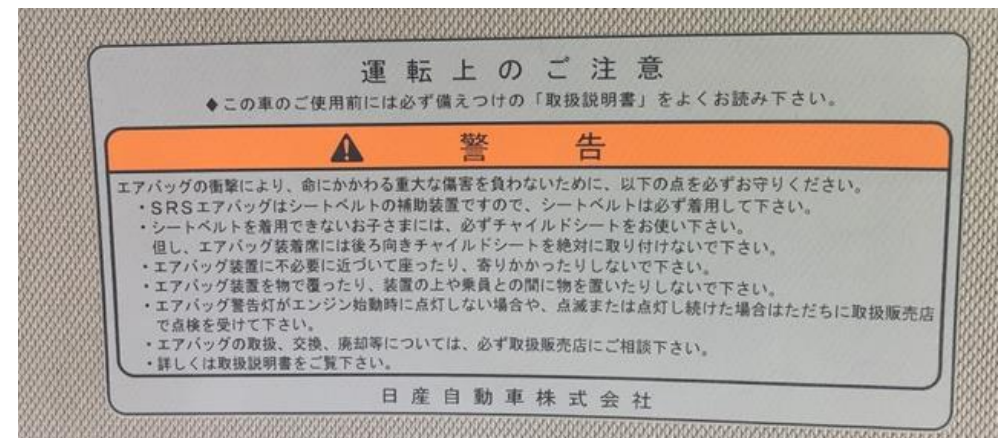 運転上のご注意
◆この車のご使用前には必ず備えつけの「取扱説明書」をよくお読み下さい。
⚠ 警告
エアバッグの衝撃により、命にかかわる重大な傷害を負わないために、以下の点を必ずお守りください。
・SRSエアバッグはシートベルトの補助装置ですので、シートベルトは必ず着用して下さい。
・シートベルトを着用できないお子さまには、必ずチャイルドシートをお使い下さい。
但し、エアバッグ装着席には後ろ向きチャイルドシートを絶対に取り付けないで下さい。
・エアバッグ装置に不必要に近づいて座ったり、寄りかかったりしないで下さい。
・エアバッグ装置を物で覆ったり、装置の上や乗員との間に物を置いたりしないで下さい。
・エアバッグ警告灯がエンジン始動時に点灯しない場合や、点滅または点灯し続けた場合はただちに取扱販売店
で点検を受けて下さい。
・エアバッグの取扱、交換、廃却等については、必ず取扱販売店にご相談下さい。
・詳しくは取扱説明書をご覧下さい。
日産自動車株式会社